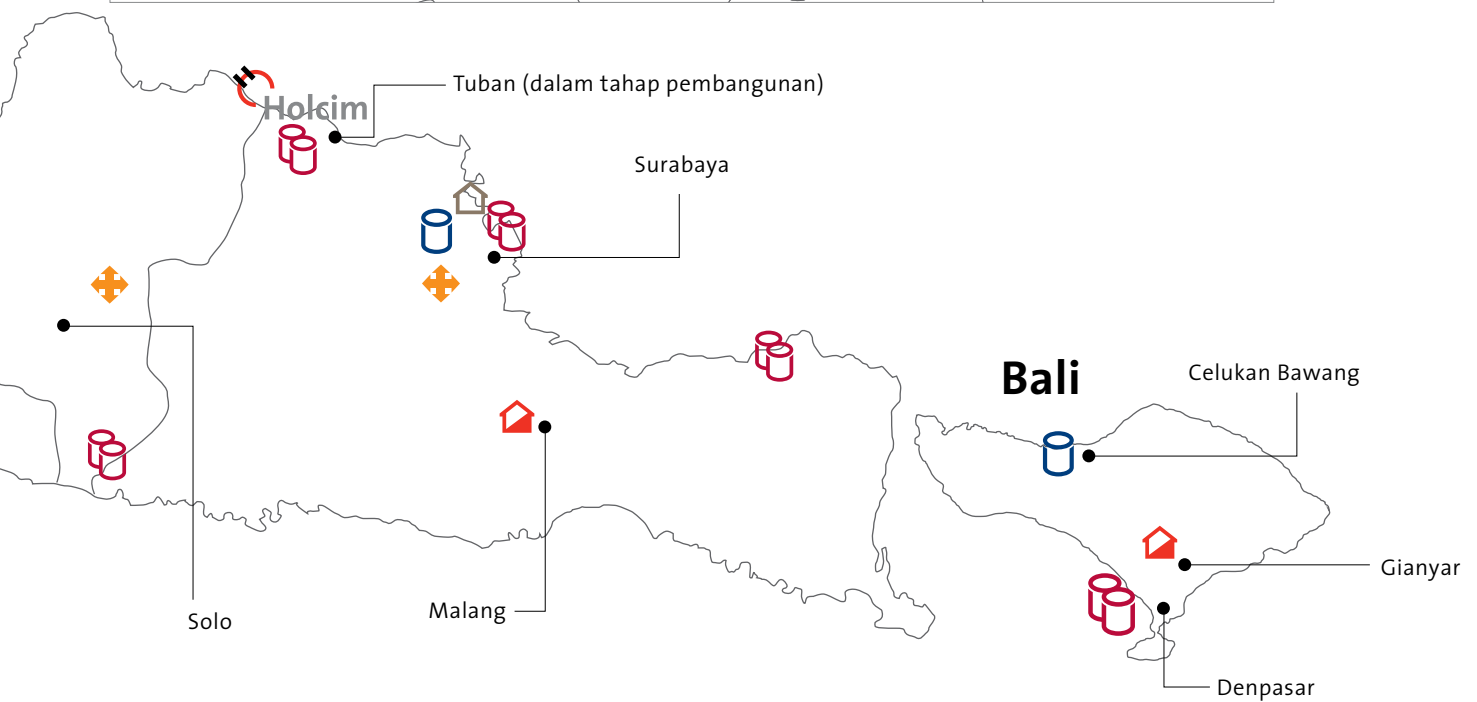 Tuban (dalam tahap pembangunan)
Holcim
Surabaya
Bali
Celukan Bawang
Gianyar
Malang
Solo
Denpasar